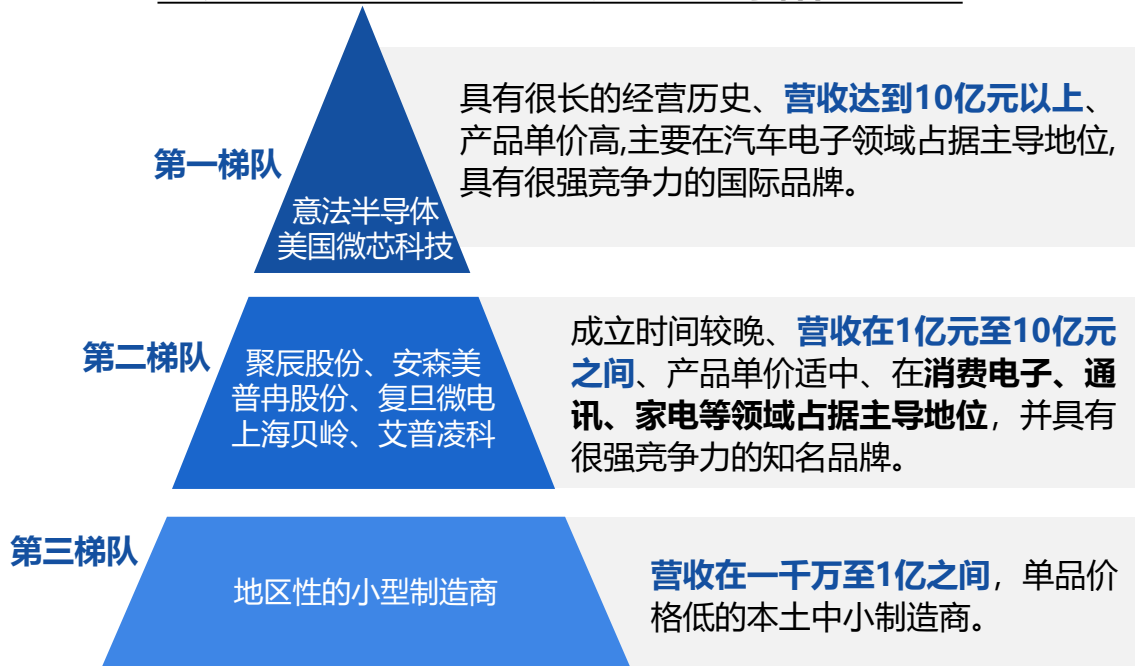 具有很长的经营历史、营收达到10亿元以上、
产品单价高,主要在汽车电子领域占据主导地位,
具有很强竞争力的国际品牌。
第一梯队
意法半导体
美国微芯科技
成立时间较晚、营收在1亿元至10亿元
之间、产品单价适中、在消费电子、通
讯、家电等领域占据主导地位，并具有
很强竞争力的知名品牌。
第二梯队
聚辰股份、安森美
普冉股份、复旦微电
上海贝岭、艾普凌科
第三梯队
地区性的小型制造商
营收在一千万至1亿之间，单品价
格低的本土中小制造商。